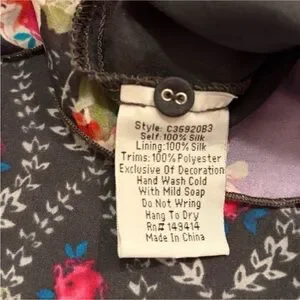 Style: C35920B3
Self:100% Silk
Lining:100% Silk
Trims:100% Polyester
Exclusive Of Decoration
Hand Wash Cold
With Mild Soap
Do Not Wring
Hang To Dry
Rn# 149414
Made In China